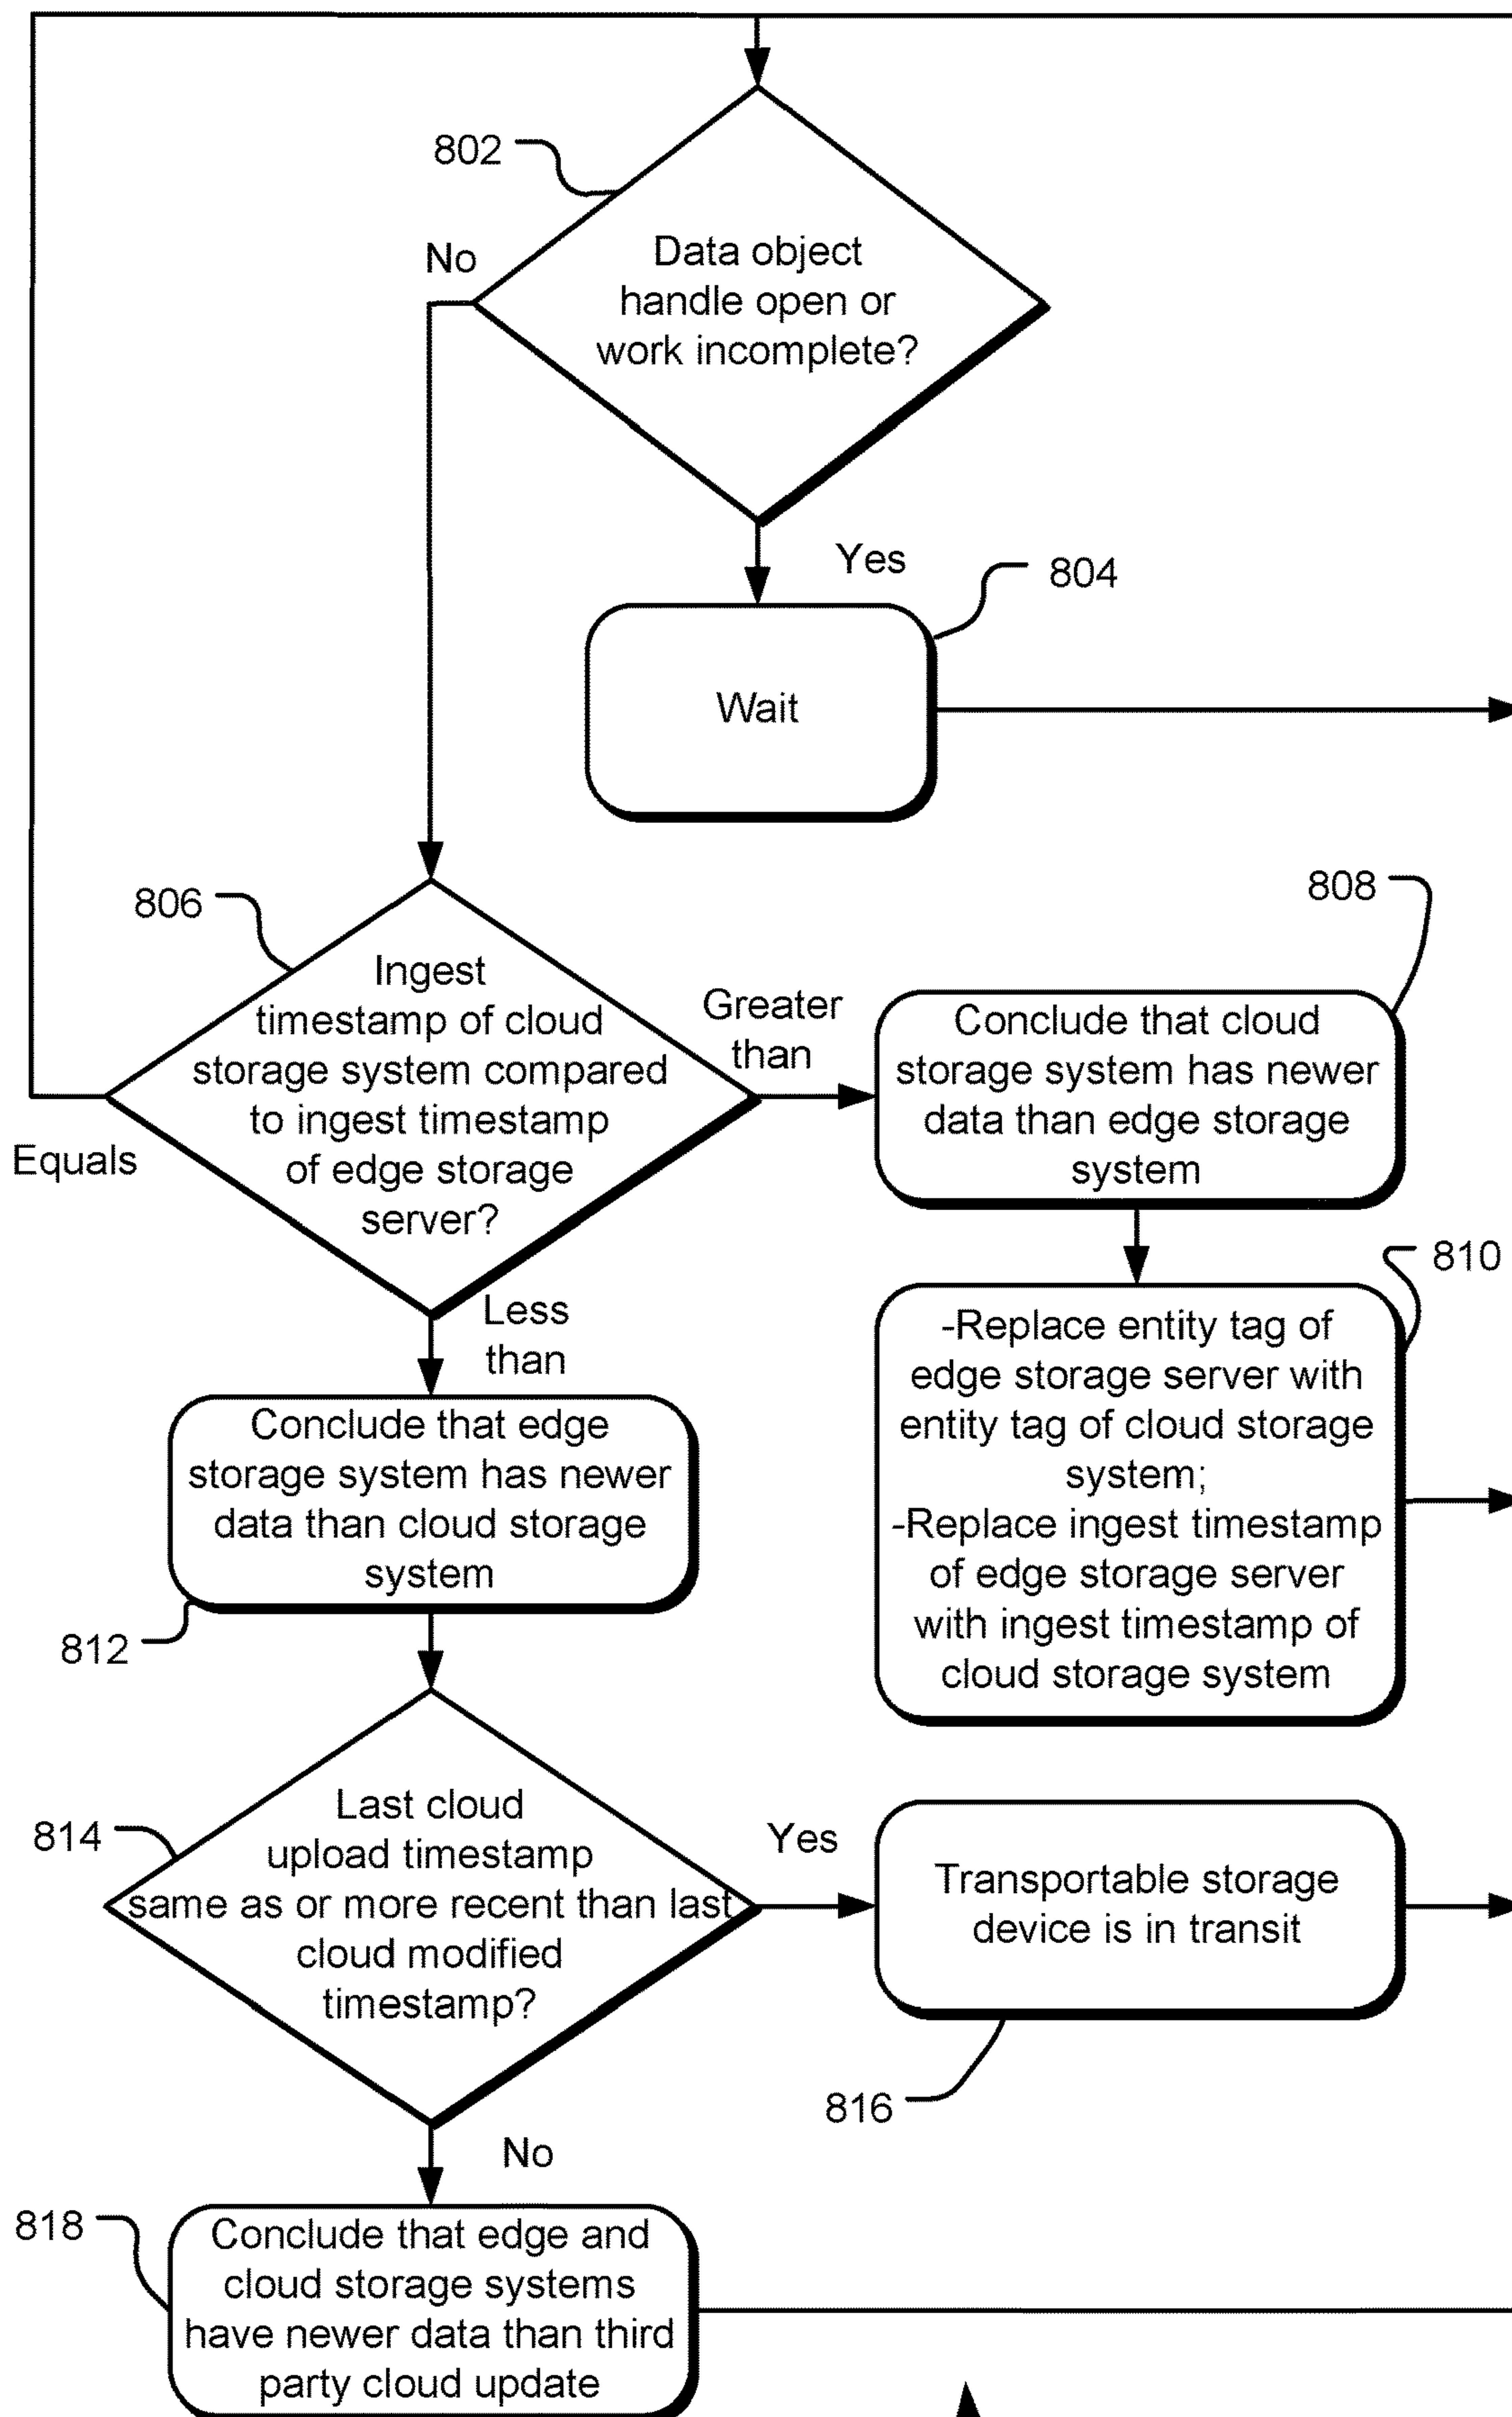 802
No
Data object
handle open or
work incomplete?
Yes
804
Wait
806
Ingest
timestamp of cloud
storage system compared
to ingest timestamp
of edge storage
server?
Equals
Greater
than
808
Conclude that cloud
storage system has newer
data than edge storage
system
Less
than
810
-Replace entity tag of
edge storage server with
entity tag of cloud storage
system;
-Replace ingest timestamp
of edge storage server
with ingest timestamp of
cloud storage system
Conclude that edge
storage system has newer
data than cloud storage
system
812
814
Last cloud
upload timestamp
same as or more recent than last
cloud modified
timestamp?
Yes
Transportable storage
device is in transit
816
No
818
Conclude that edge and
cloud storage systems
have newer data than third
party cloud update